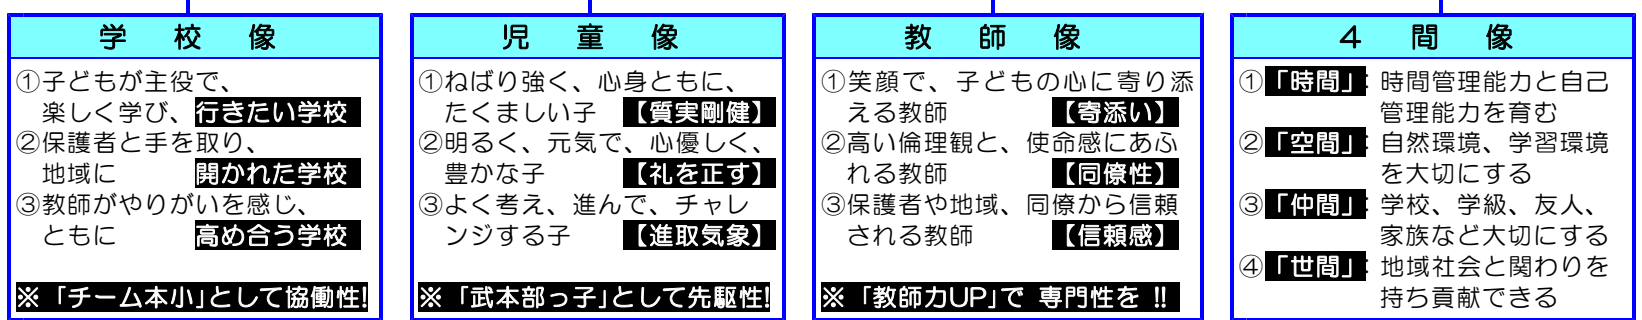 学校像
①子どもが主役で、
楽しく学び、行きたい学校
②保護者と手を取り、
地域に 開かれた学校
③教師がやりがいを感じ、
ともに 高め合う学校
※「チーム本小」として協働性!
児童像
①ねばり強く、心身ともに、
たくましい子 【質実剛健】
②明るく、元気で、心優しく、
豊かな子 【礼を正す】
③よく考え、進んで、チャレ
ンジする子 【進取気象】
※「武本部っ子」として先駆性!
教師像
①笑顔で、子どもの心に寄り添
える教師 【寄添い】
②高い倫理観と、使命感にあふ
れる教師 【同僚性】
③保護者や地域、同僚から信頼
される教師 【信頼感】
※「教師力UP」で 専門性を !!
4間像
①「時間」: 時間管理能力と自己
管理能力を育む
②「空間」: 自然環境、学習環境
を大切にする
③「仲間」: 学校、学級、友人、
家族など大切にする
④「世間」: 地域社会と関わりを
持ち貢献できる